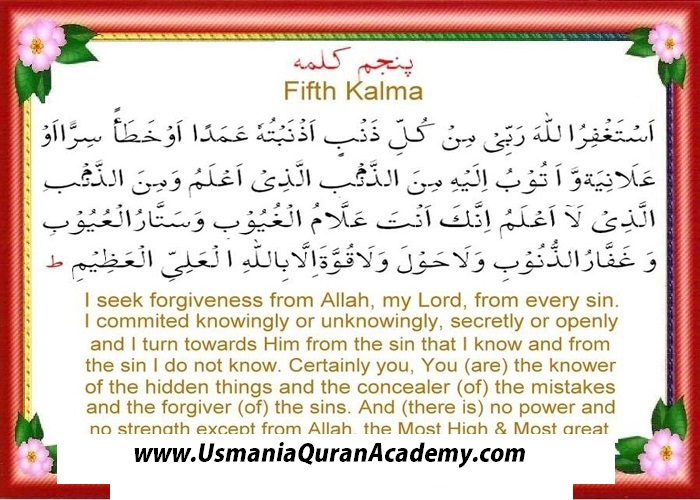 پنجم کلمه
Fifth Kalma
اَسْتَغْفِرُ اللهَ رَبِّىْ مِنْ كُلِّ ذَنْۢبٍ اَذْنَبْتُهٗ عَمَدًا اَوْ خَطَأً سِرًّا اَوْ
عَلَانِيَةً وَّ اَتُوْبُ اِلَيْهِ مِنَ الذَّنْۢبِ الَّذِىْ اَعْلَمُ وَ مِنَ الذَّنْۢبِ
الَّذِىْ لَآ اَعْلَمُ اِنَّكَ اَنْتَ عَلَّامُ الْغُيُوْبِ وَ سَتَّارُ الْعُيُوْبِ
وَ غَفَّارُ الذُّنُوْبِ وَلَا حَوْلَ وَلَا قُوَّةَ اِلَّا بِاللهِ الْعَلِىِّ الْعَظِيْمِ ط
I seek forgiveness from Allah, my Lord, from every sin.
I commited knowingly or unknowingly, secretly or openly
and I turn towards Him from the sin that I know and from
the sin I do not know. Certainly you, You (are) the knower
of the hidden things and the concealer (of) the mistakes
and the forgiver (of) the sins. And (there is) no power and
no strength except from Allah, the Most High & Most great
www.UsmaniaQuranAcademy.com